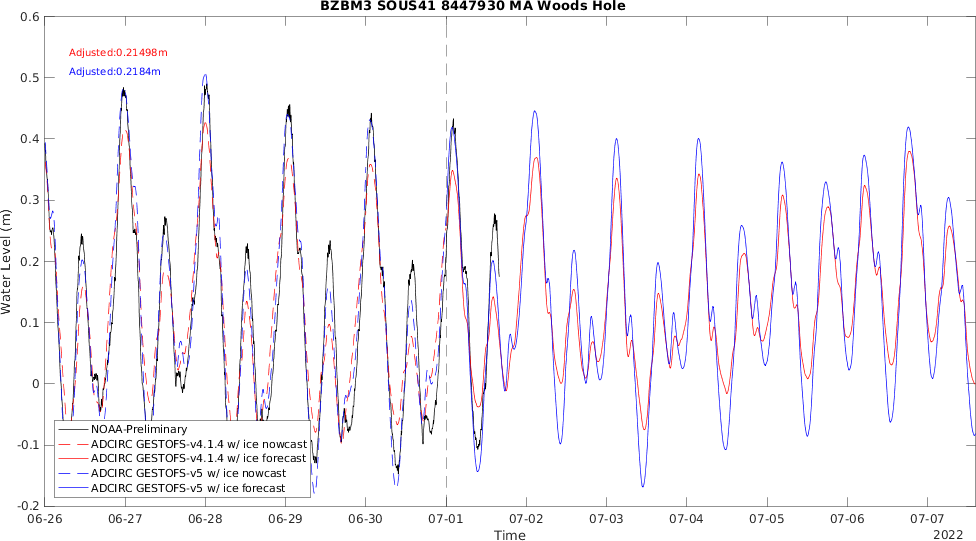 BZBM3 SOUS41 8447930 MA Woods Hole
Adjusted:0.21498m
Adjusted:0.2184m
0.6
0.5
0.4
0.3
0.2
0.1
0
-0.1
-0.2
Water Level (m)
NOAA-Preliminary
ADCIRC GESTOFS-v4.1.4 w/ ice nowcast
ADCIRC GESTOFS-v4.1.4 w/ ice forecast
ADCIRC GESTOFS-v5 w/ ice nowcast
ADCIRC GESTOFS-v5 w/ ice forecast
06-26 06-27 06-28 06-29 06-30 07-01 07-02 07-03 07-04 07-05 07-06 07-07
Time
2022